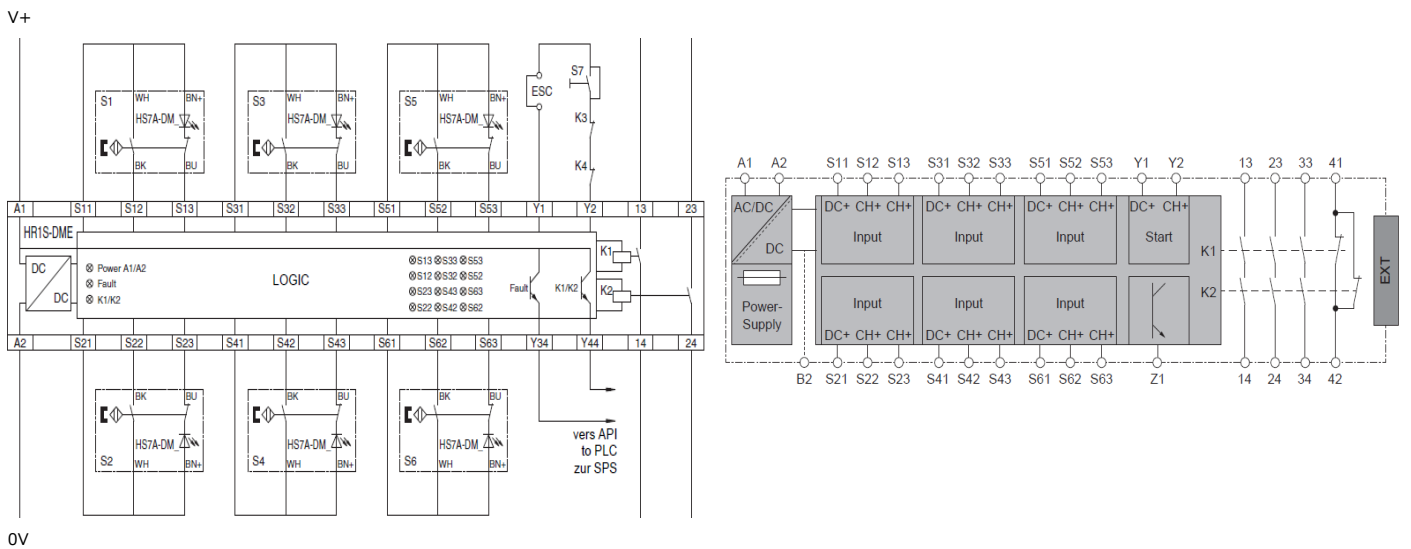 V+
S1 WH BN+ S3 WH BN+ S5 WH BN+ ESC S7
HS7A-DM_ HS7A-DM_ HS7A-DM_ K3
BK BU BK BU BK BU K4
A1 S11 S12 S13 S31 S32 S33 S51 S52 S53 Y1 Y2 13 23
HR1S-DME K1
DC Power A1/A2 LOGIC S13 S33 S53
Fault S12 S32 S52 Fault K1/K2 K2
DC K1/K2 S23 S43 S63
S22 S42 S62
A2 S21 S22 S23 S41 S42 S43 S61 S62 S63 Y34 Y44 14 24
BK BU BK BU BK BU
HS7A-DM_ HS7A-DM_ HS7A-DM_
S2 WH BN+ S4 WH BN+ S6 WH BN+
vers API
to PLC
zur SPS
0V
A1 A2 S11 S12 S13 S31 S32 S33 S51 S52 S53 Y1 Y2 13 23 33 41
AC/DC DC+ CH+ CH+ DC+ CH+ CH+ DC+ CH+ CH+ DC+ CH+
DC Input Input Input Start K1
EXT
K2
Power-
Supply
Input Input Input
DC+ CH+ CH+ DC+ CH+ CH+ DC+ CH+ CH+
B2 S21 S22 S23 S41 S42 S43 S61 S62 S63 Z1 14 24 34 42